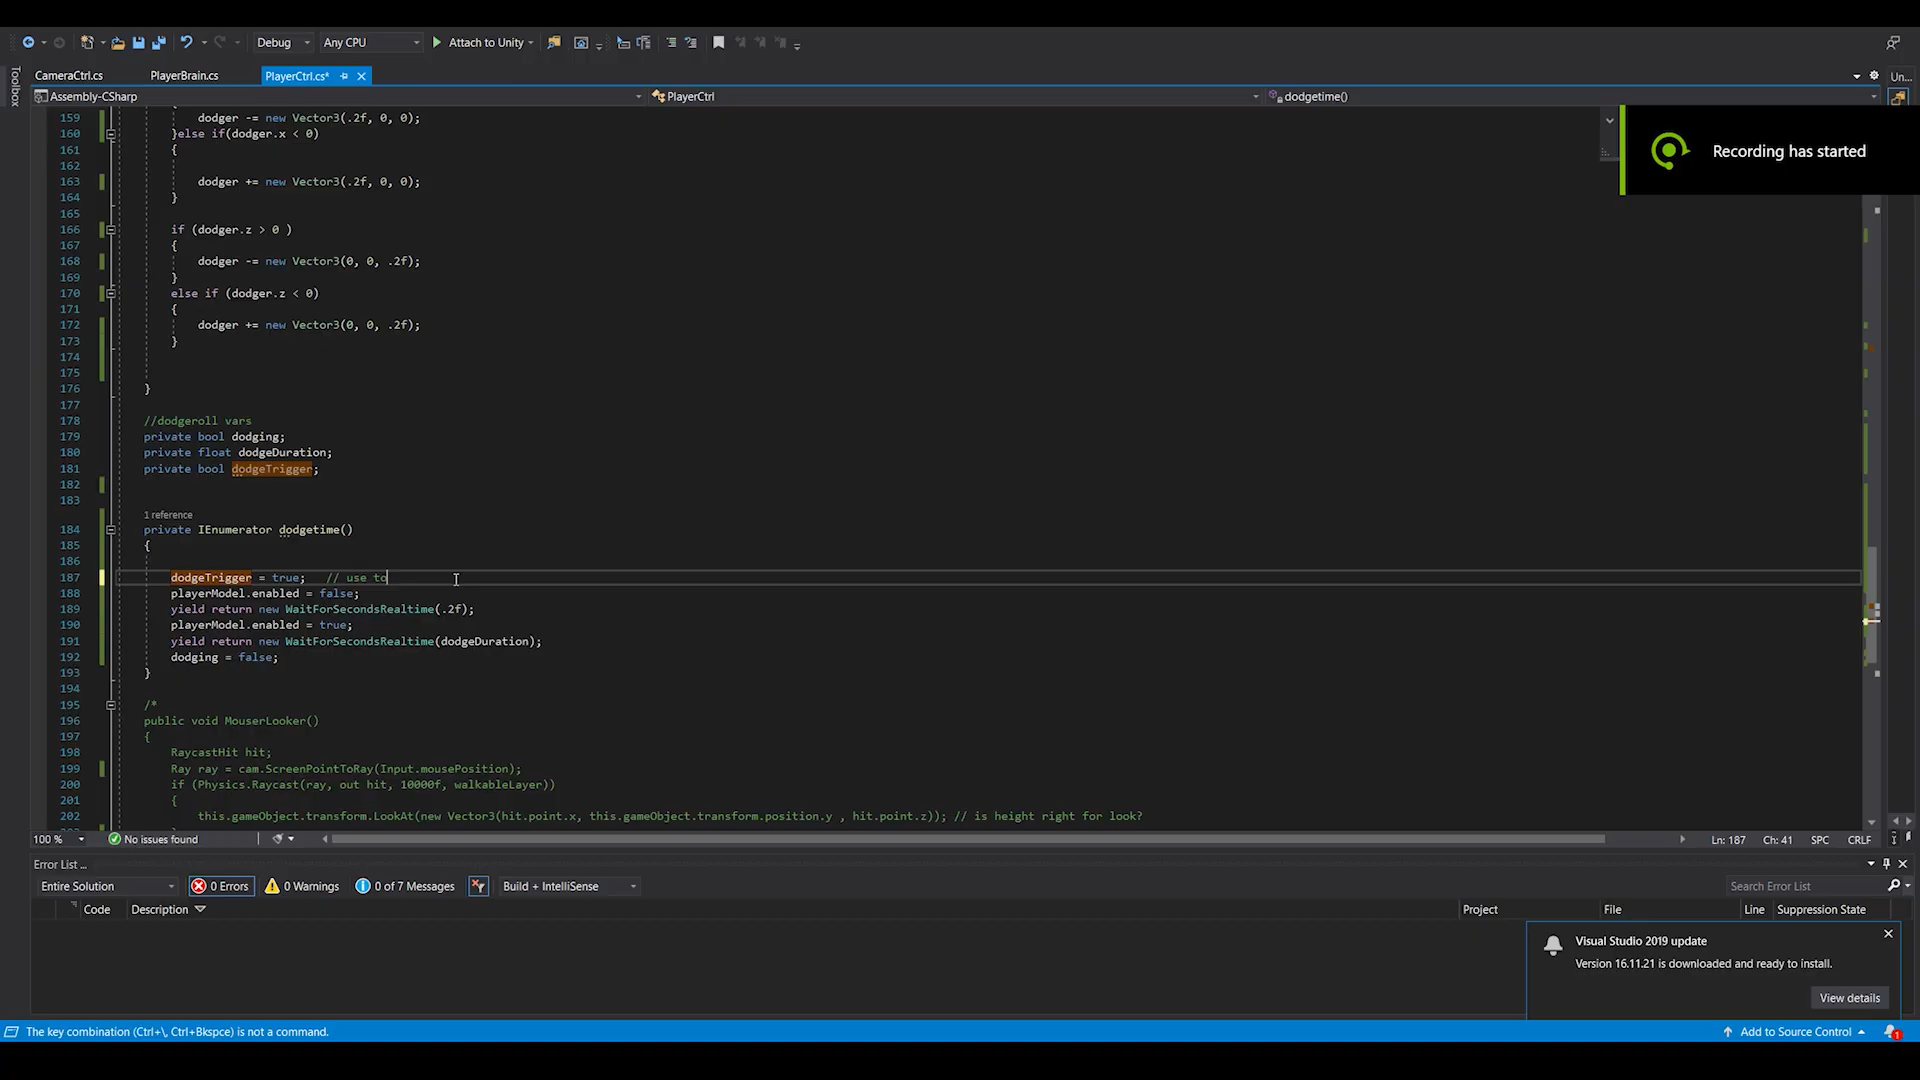 Debug
Any CPU
Attach to Unity
Toolbox
CameraCtrl.cs
PlayerBrain.cs
PlayerCtrl.cs*
Un...
Assembly-CSharp
PlayerCtrl
dodgetime()
Recording has started
159 dodger -= new Vector3(.2f, 0, 0);
160 }else if(dodger.x < 0)
161 {
162
163 dodger += new Vector3(.2f, 0, 0);
164 }
165
166 if (dodger.z > 0 )
167 {
168 dodger -= new Vector3(0, 0, .2f);
169 }
170 else if (dodger.z < 0)
171 {
172 dodger += new Vector3(0, 0, .2f);
173 }
174
175
176 }
177
178 //dodgeroll vars
179 private bool dodging;
180 private float dodgeDuration;
181 private bool dodgeTrigger;
182
183
1 reference
184 private IEnumerator dodgetime()
185 {
186
187 dodgeTrigger = true; // use to
188 playerModel.enabled = false;
189 yield return new WaitForSecondsRealtime(.2f);
190 playerModel.enabled = true;
191 yield return new WaitForSecondsRealtime(dodgeDuration);
192 dodging = false;
193 }
194
195 /*
196 public void MouserLooker()
197 {
198 RaycastHit hit;
199 Ray ray = cam.ScreenPointToRay(Input.mousePosition);
200 if (Physics.Raycast(ray, out hit, 10000f, walkableLayer))
201 {
202 this.gameObject.transform.LookAt(new Vector3(hit.point.x, this.gameObject.transform.position.y , hit.point.z)); // is height right for look?
100 %
No issues found
Ln: 187
Ch: 41
SPC
CRLF
Error List ...
Entire Solution
0 Errors
0 Warnings
0 of 7 Messages
Build + IntelliSense
Search Error List
Code
Description
Project
File
Line
Suppression State
Visual Studio 2019 update
Version 16.11.21 is downloaded and ready to install.
View details
The key combination (Ctrl+\, Ctrl+Bkspce) is not a command.
Add to Source Control
1